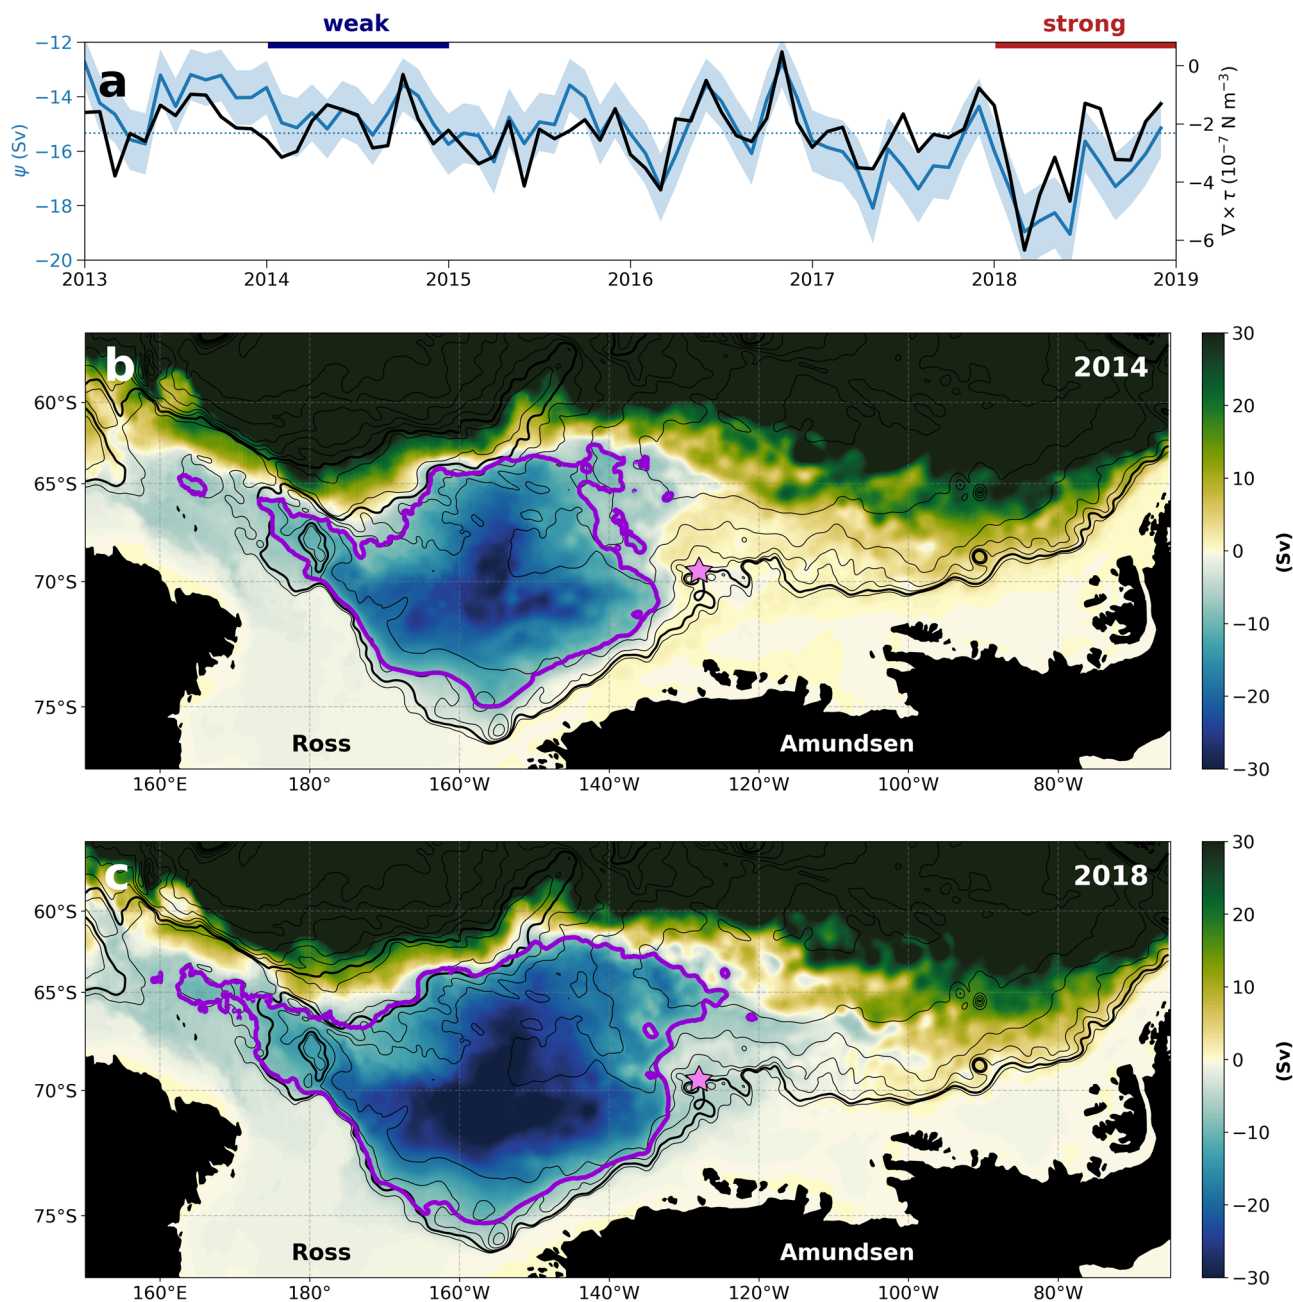 weak
strong
a
−12
−14
−16
−18
−20
ψ (Sv)
0
−2
−4
−6
∇ × τ (10⁻⁷ N m⁻³)
2013 2014 2015 2016 2017 2018 2019
b
2014
60°S
65°S
70°S
75°S
Ross
Amundsen
160°E 180° 160°W 140°W 120°W 100°W 80°W
30
20
10
0
−10
−20
−30
(Sv)
c
2018
60°S
65°S
70°S
75°S
Ross
Amundsen
160°E 180° 160°W 140°W 120°W 100°W 80°W
30
20
10
0
−10
−20
−30
(Sv)